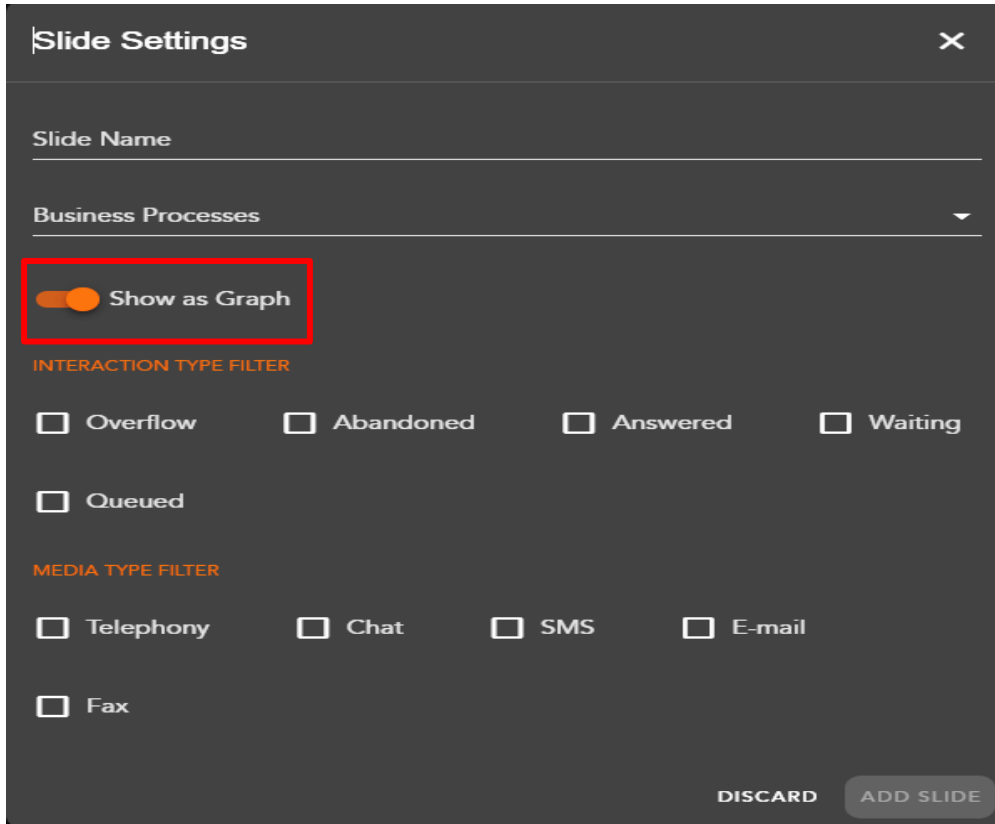 Slide Settings
Slide Name
Business Processes
Show as Graph
INTERACTION TYPE FILTER
Overflow Abandoned Answered Waiting
Queued
MEDIA TYPE FILTER
Telephony Chat SMS E-mail
Fax
DISCARD ADD SLIDE